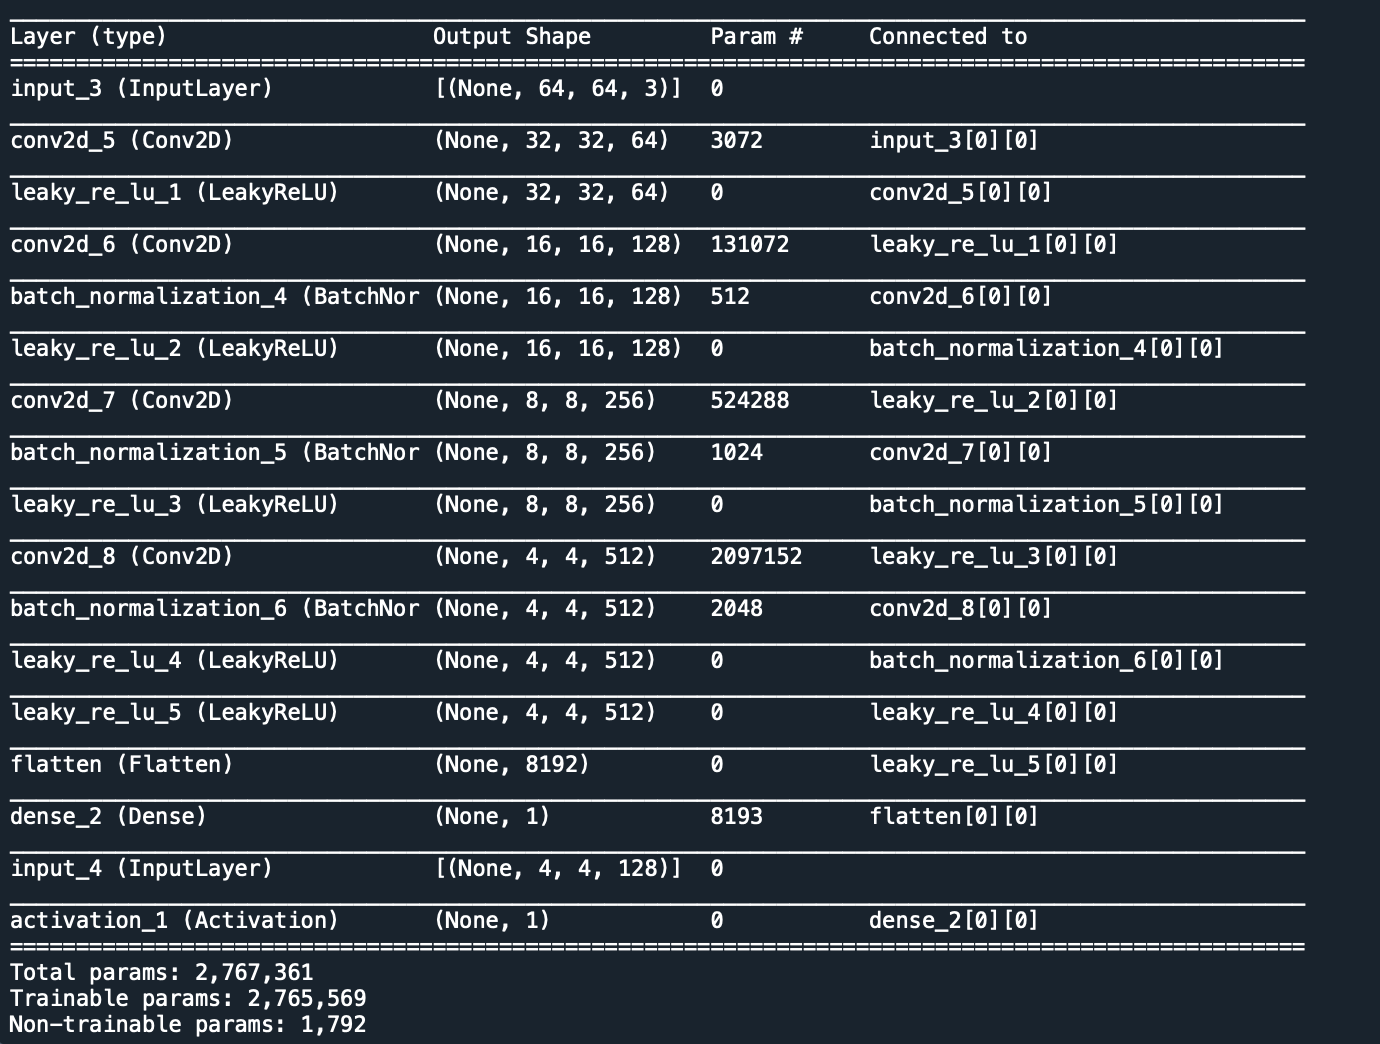 Layer (type) Output Shape Param # Connected to
input_3 (InputLayer) [(None, 64, 64, 3)] 0
conv2d_5 (Conv2D) (None, 32, 32, 64) 3072 input_3[0][0]
leaky_re_lu_1 (LeakyReLU) (None, 32, 32, 64) 0 conv2d_5[0][0]
conv2d_6 (Conv2D) (None, 16, 16, 128) 131072 leaky_re_lu_1[0][0]
batch_normalization_4 (BatchNor (None, 16, 16, 128) 512 conv2d_6[0][0]
leaky_re_lu_2 (LeakyReLU) (None, 16, 16, 128) 0 batch_normalization_4[0][0]
conv2d_7 (Conv2D) (None, 8, 8, 256) 524288 leaky_re_lu_2[0][0]
batch_normalization_5 (BatchNor (None, 8, 8, 256) 1024 conv2d_7[0][0]
leaky_re_lu_3 (LeakyReLU) (None, 8, 8, 256) 0 batch_normalization_5[0][0]
conv2d_8 (Conv2D) (None, 4, 4, 512) 2097152 leaky_re_lu_3[0][0]
batch_normalization_6 (BatchNor (None, 4, 4, 512) 2048 conv2d_8[0][0]
leaky_re_lu_4 (LeakyReLU) (None, 4, 4, 512) 0 batch_normalization_6[0][0]
leaky_re_lu_5 (LeakyReLU) (None, 4, 4, 512) 0 leaky_re_lu_4[0][0]
flatten (Flatten) (None, 8192) 0 leaky_re_lu_5[0][0]
dense_2 (Dense) (None, 1) 8193 flatten[0][0]
input_4 (InputLayer) [(None, 4, 4, 128)] 0
activation_1 (Activation) (None, 1) 0 dense_2[0][0]
Total params: 2,767,361
Trainable params: 2,765,569
Non-trainable params: 1,792